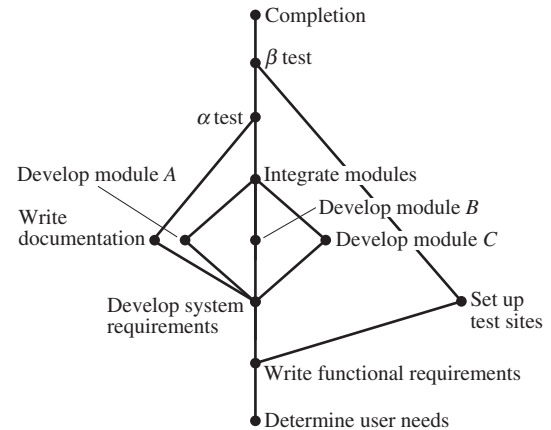 Completion
β test
α test
Develop module A
Integrate modules
Develop module B
Write
documentation
Develop module C
Develop system
requirements
Set up
test sites
Write functional requirements
Determine user needs